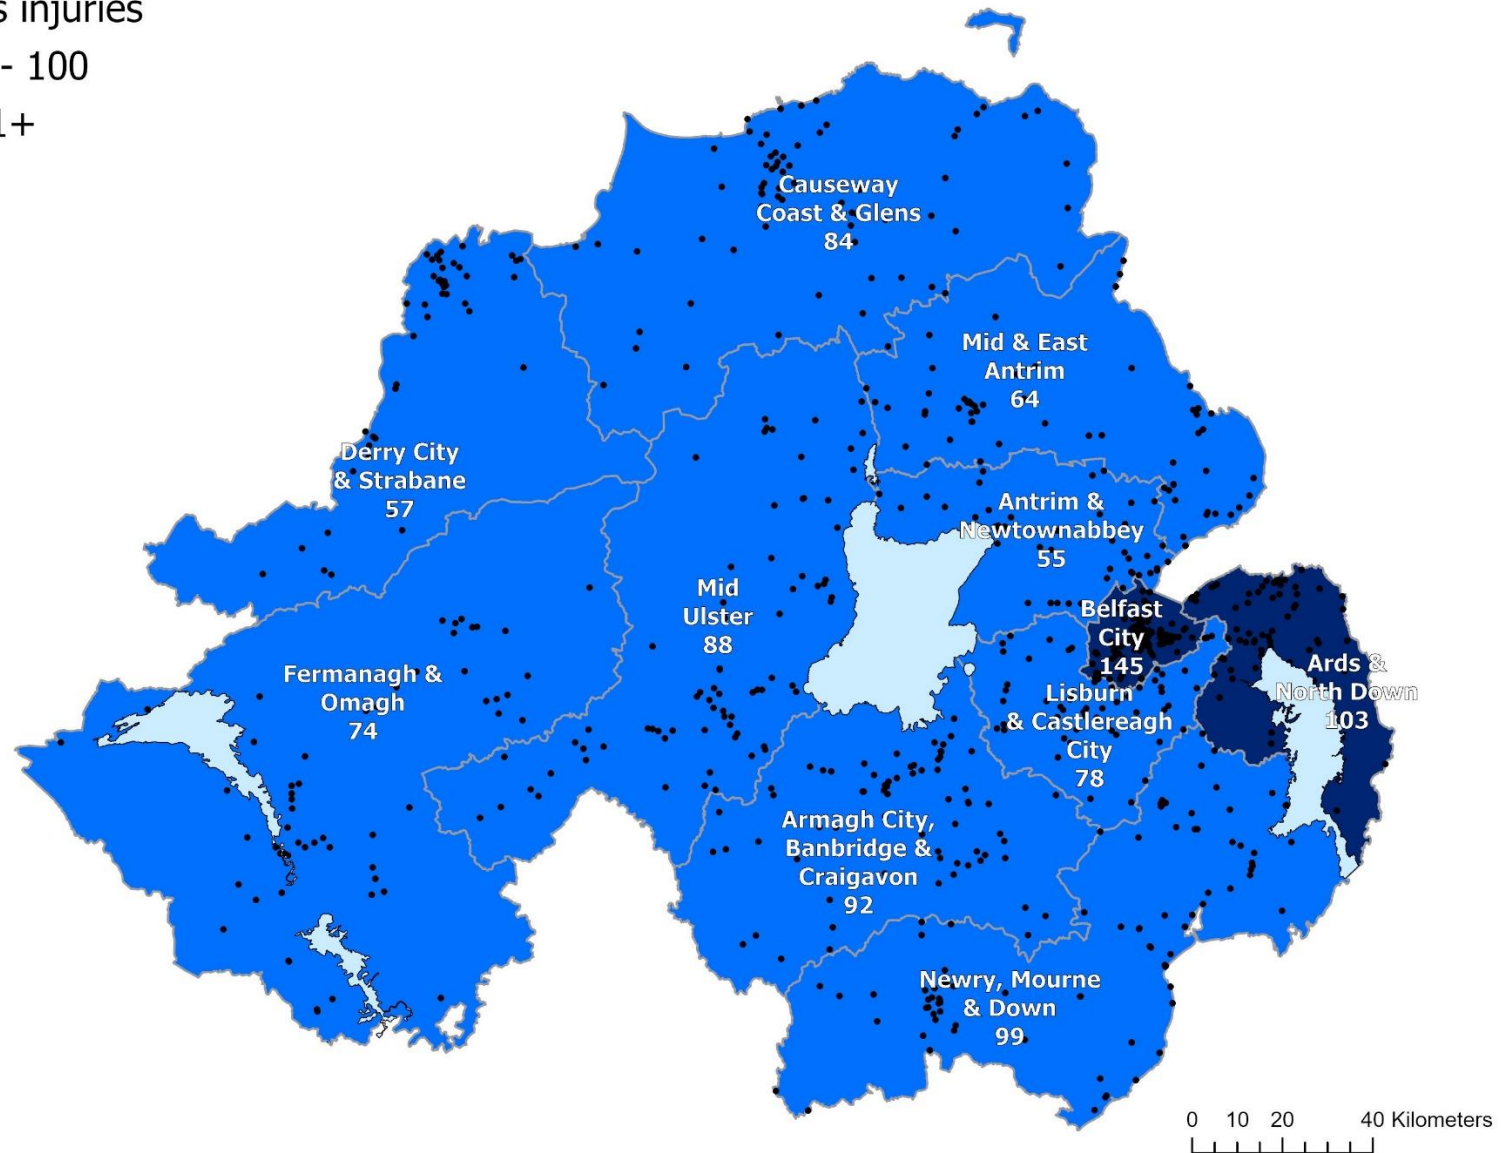 injuries
- 100
1+
Causeway
Coast & Glens
84
Mid & East
Antrim
64
Derry City
& Strabane
57
Antrim &
Newtownabbey
55
Mid
Ulster
88
Belfast
City
145
Fermanagh &
Omagh
74
Ards &
North Down
103
Lisburn
& Castlereagh
City
78
Armagh City,
Banbridge &
Craigavon
92
Newry, Mourne
& Down
99
0 10 20 40 Kilometers